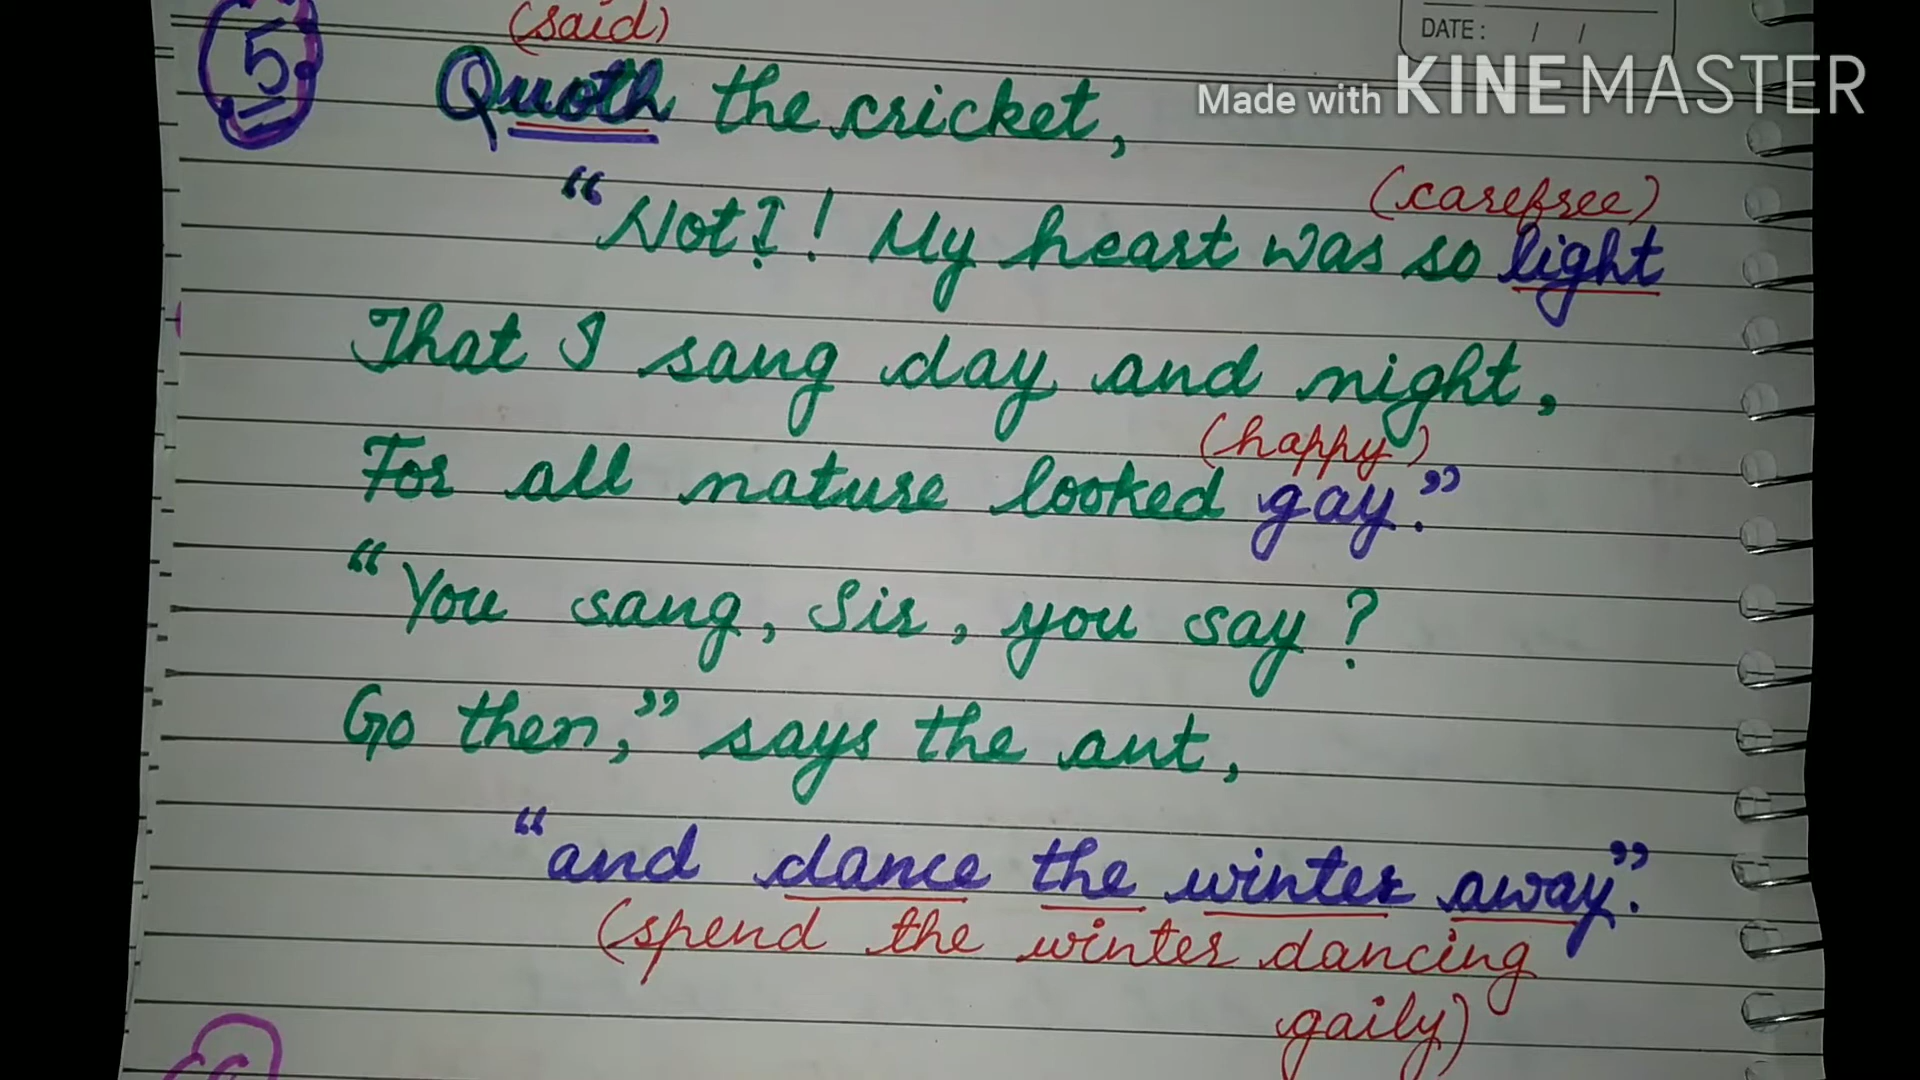 DATE: / /
Made with KINEMASTER
5
(said)
Quoth the cricket,
(carefree)
“Not I! My heart was so light
That I sang day and night,
(happy)
For all nature looked gay.”
“You sang, Sir, you say?
Go then,” says the ant,
“and dance the winter away”.
(spend the winter dancing
gaily)